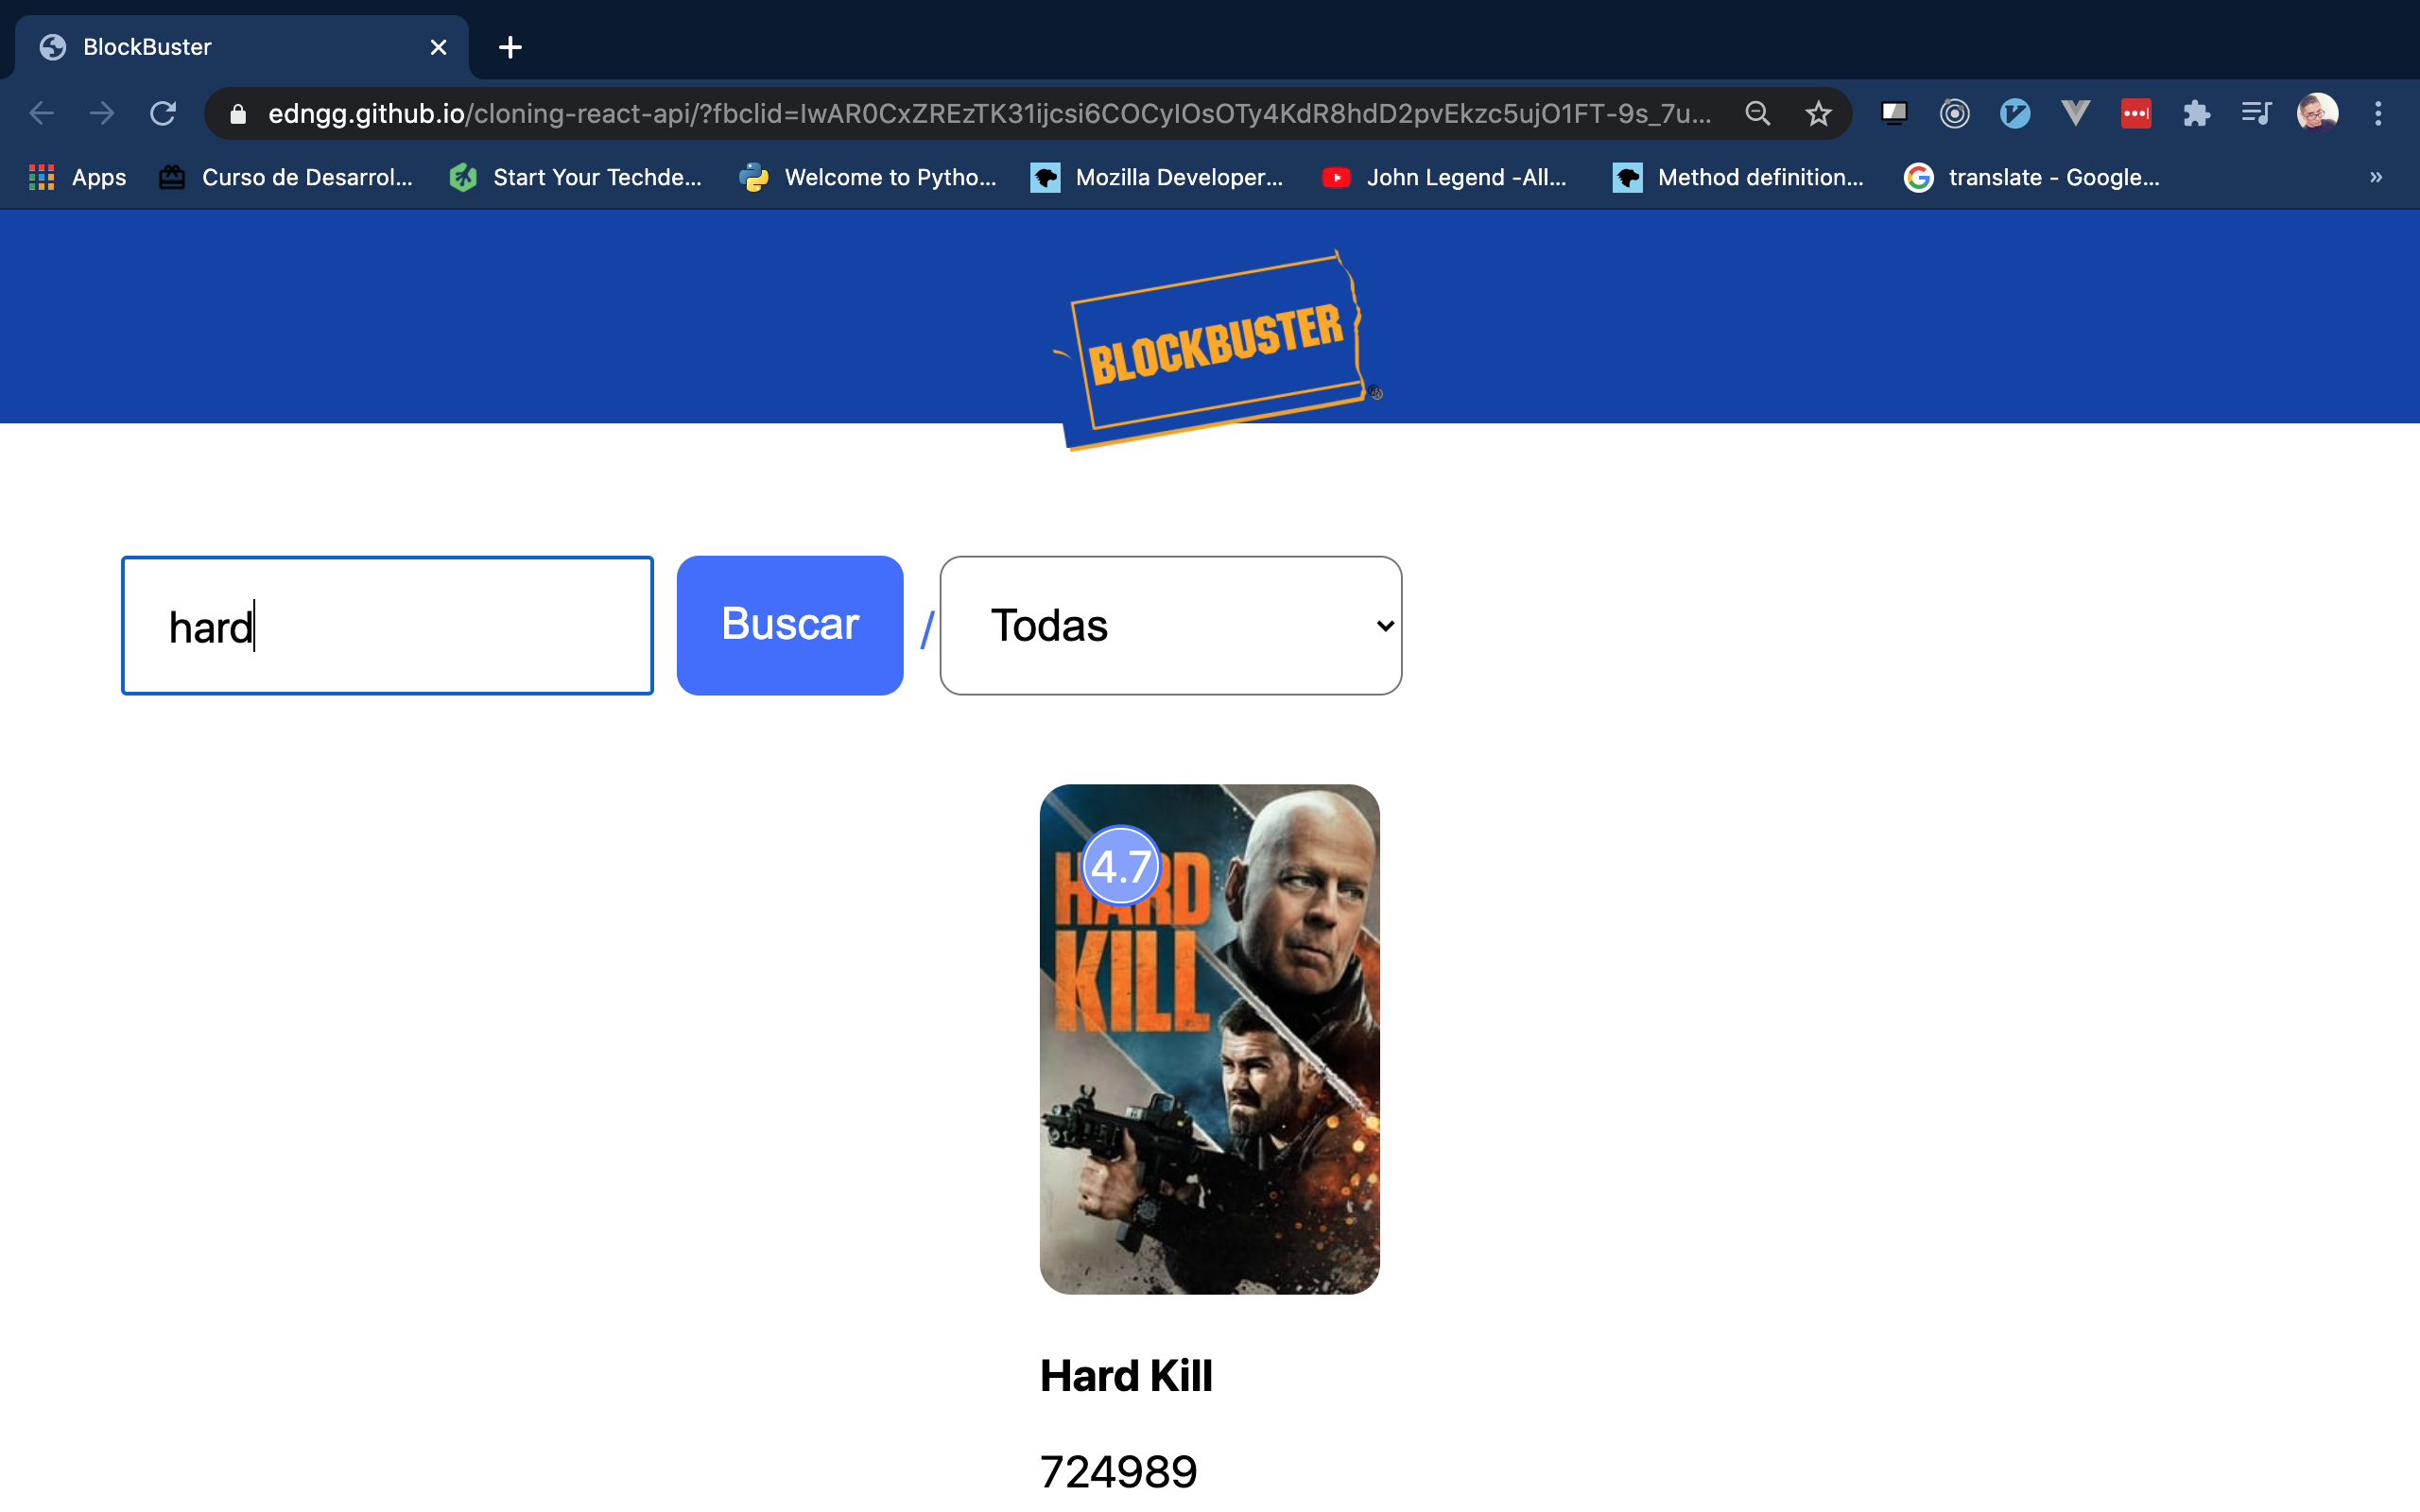 BlockBuster
edngg.github.io/cloning-react-api/?fbclid=IwAR0CxZREzTK31ijcsi6COCylOsOTy4KdR8hdD2pvEkzc5ujO1FT-9s_7u...
Apps Curso de Desarrol... Start Your Techde... Welcome to Pytho... Mozilla Developer... John Legend -All... Method definition... translate - Google... »
BLOCKBUSTER®
hard Buscar / Todas
4.7
HARD
KILL
Hard Kill
724989